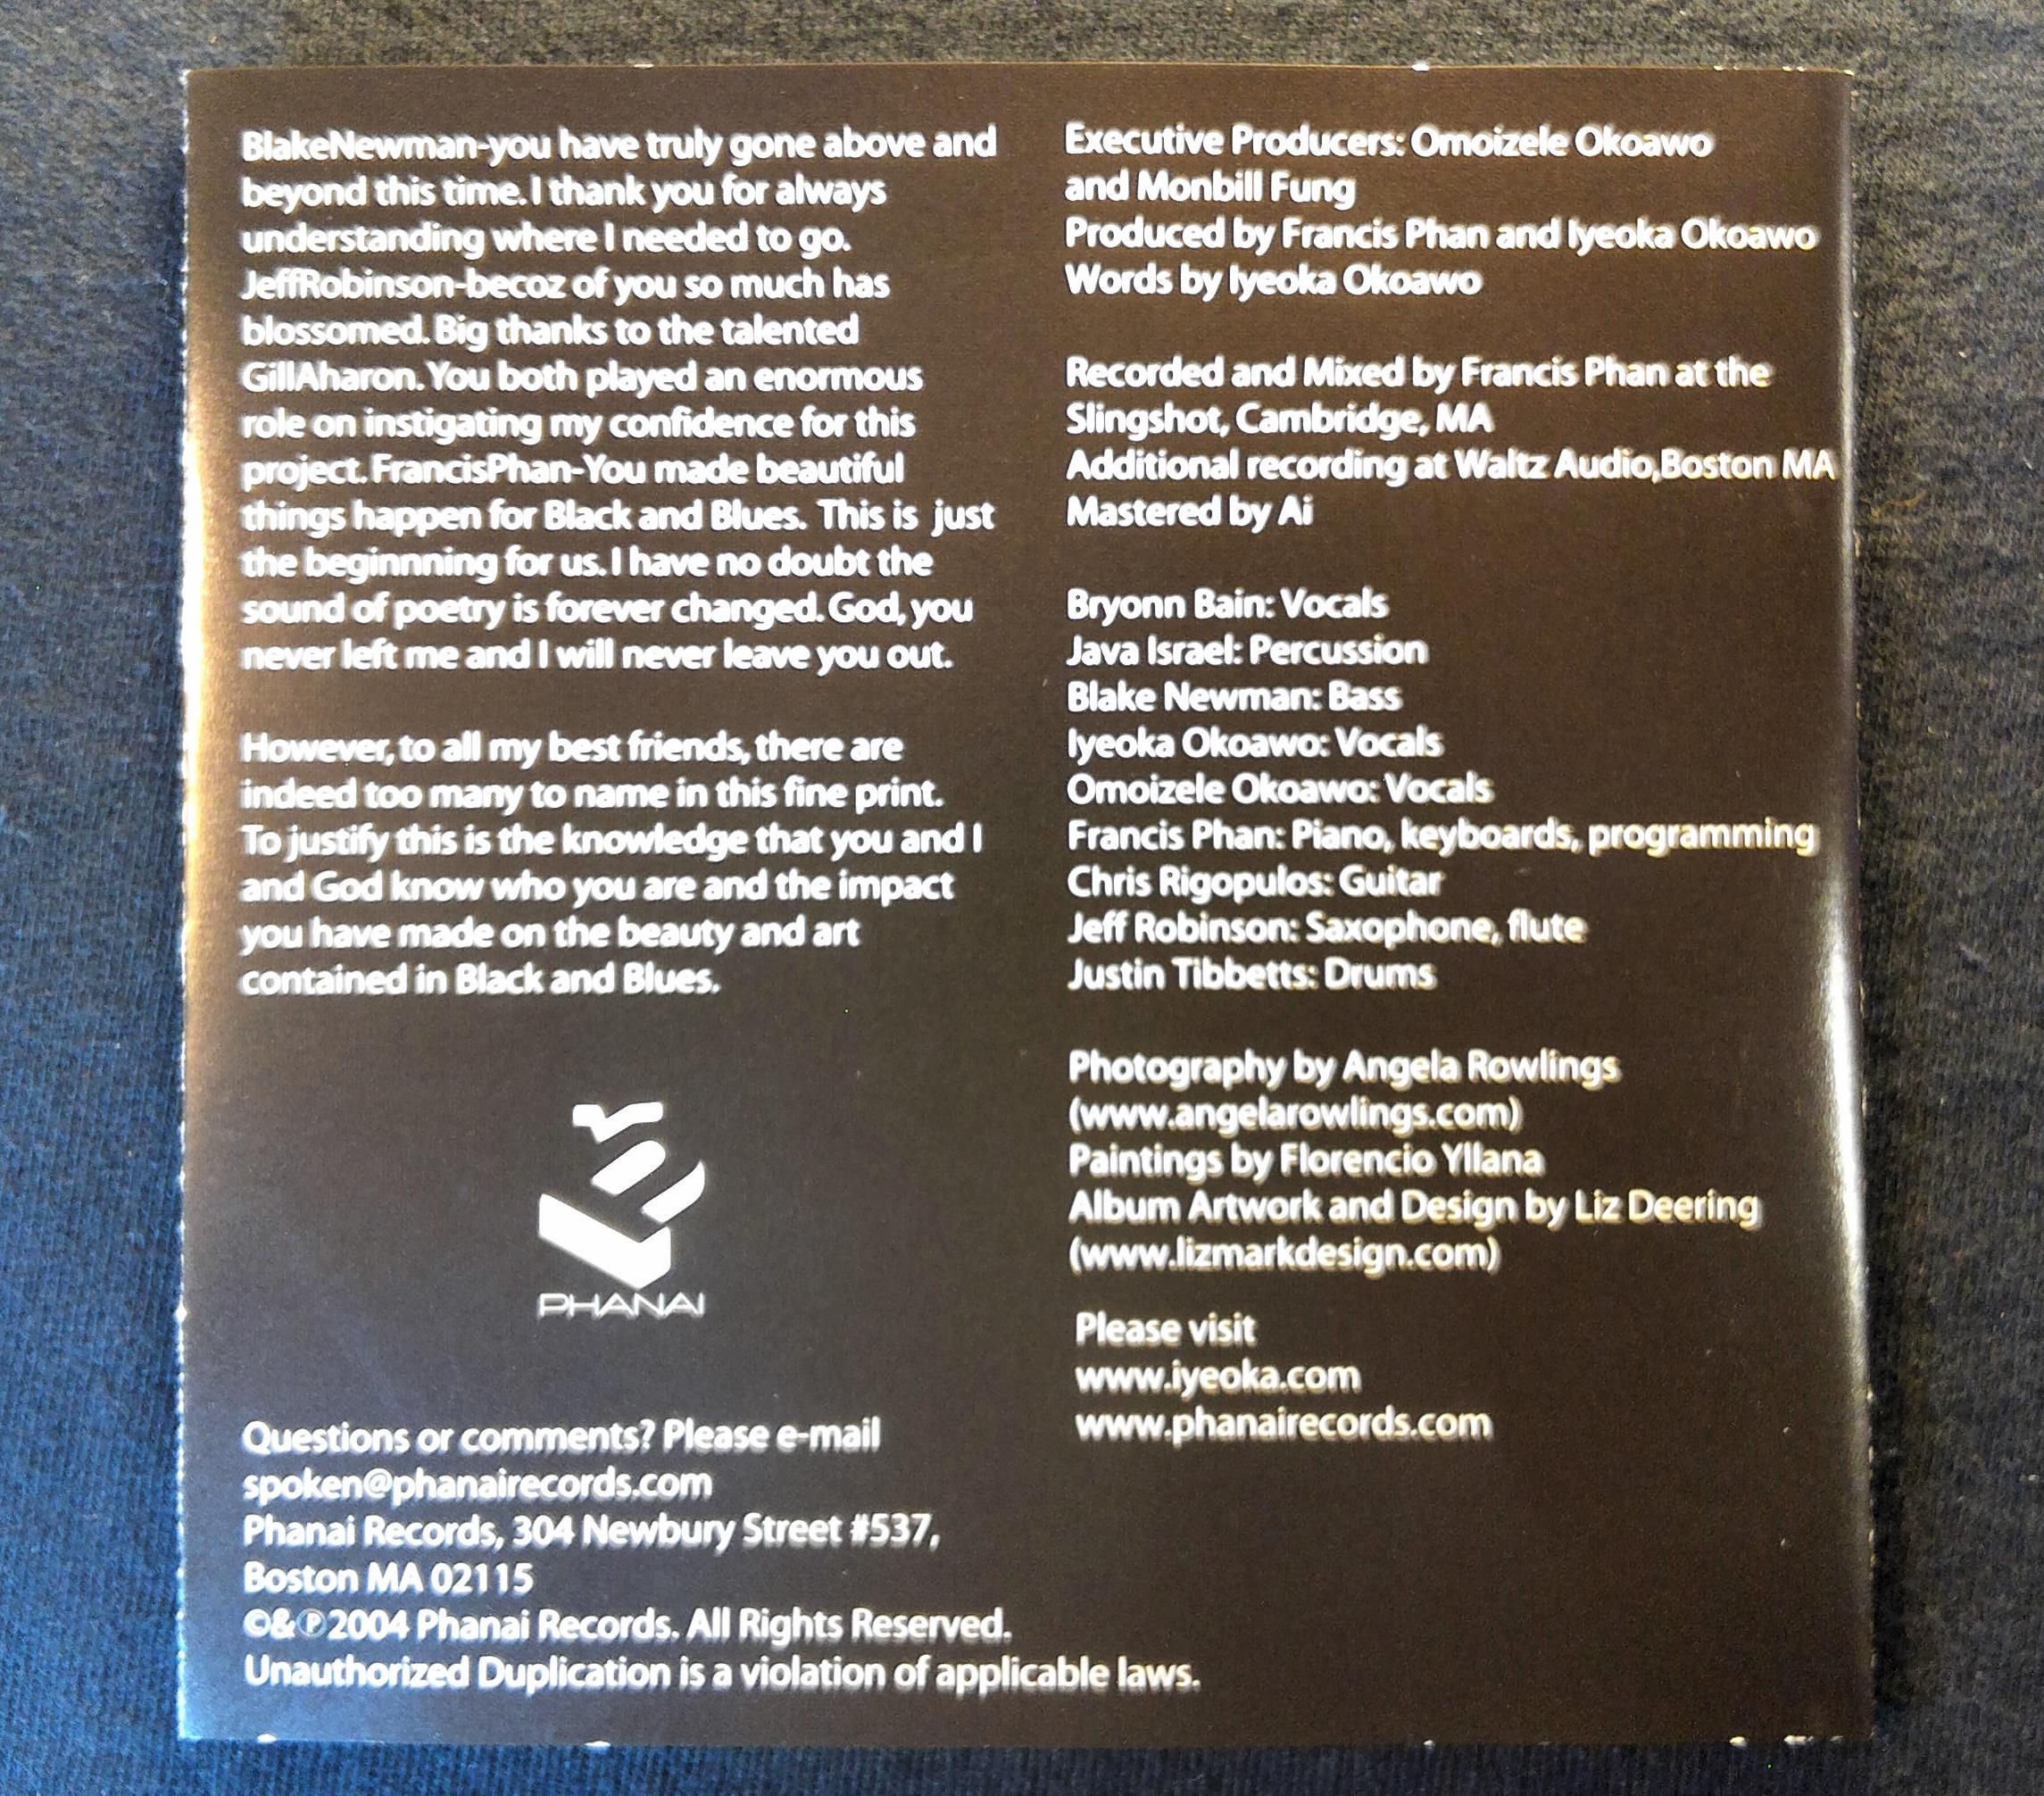 BlakeNewman-you have truly gone above and
beyond this time. I thank you for always
understanding where I needed to go.
JeffRobinson-becoz of you so much has
blossomed. Big thanks to the talented
GillAharon. You both played an enormous
role on instigating my confidence for this
project. FrancisPhan-You made beautiful
things happen for Black and Blues. This is just
the beginnning for us. I have no doubt the
sound of poetry is forever changed. God, you
never left me and I will never leave you out.
However, to all my best friends, there are
indeed too many to name in this fine print.
To justify this is the knowledge that you and I
and God know who you are and the impact
you have made on the beauty and art
contained in Black and Blues.
PHANAI
Questions or comments? Please e-mail
spoken@phanairecords.com
Phanai Records, 304 Newbury Street #537,
Boston MA 02115
©&℗2004 Phanai Records. All Rights Reserved.
Unauthorized Duplication is a violation of applicable laws.
Executive Producers: Omoizele Okoawo
and Monbill Fung
Produced by Francis Phan and Iyeoka Okoawo
Words by Iyeoka Okoawo
Recorded and Mixed by Francis Phan at the
Slingshot, Cambridge, MA
Additional recording at Waltz Audio,Boston MA
Mastered by Ai
Bryonn Bain: Vocals
Java Israel: Percussion
Blake Newman: Bass
Iyeoka Okoawo: Vocals
Omoizele Okoawo: Vocals
Francis Phan: Piano, keyboards, programming
Chris Rigopulos: Guitar
Jeff Robinson: Saxophone, flute
Justin Tibbetts: Drums
Photography by Angela Rowlings
(www.angelarowlings.com)
Paintings by Florencio Yllana
Album Artwork and Design by Liz Deering
(www.lizmarkdesign.com)
Please visit
www.iyeoka.com
www.phanairecords.com